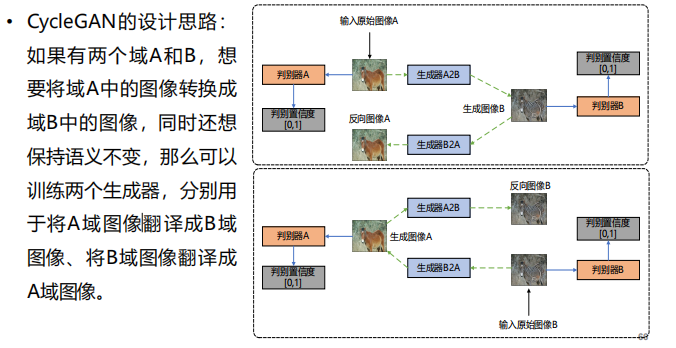 • CycleGAN的设计思路：
如果有两个域A和B，想
要将域A中的图像转换成
域B中的图像，同时还想
保持语义不变，那么可以
训练两个生成器，分别用
于将A域图像翻译成B域
图像、将B域图像翻译成
A域图像。
输入原始图像A
判别器A
生成器A2B
判别置信度
[0,1]
判别置信度
[0,1]
反向图像A
生成图像B
判别器B
生成器B2A
生成器A2B
反向图像B
判别器A
生成图像A
判别置信度
[0,1]
判别置信度
[0,1]
生成器B2A
判别器B
输入原始图像B
68